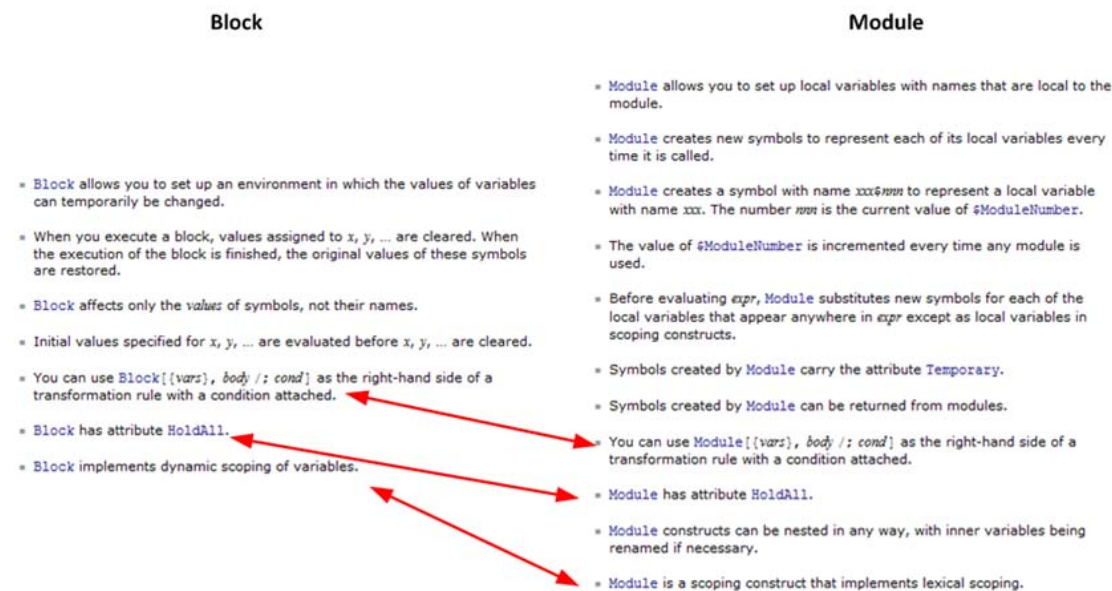 Block
Block allows you to set up an environment in which the values of variables
can temporarily be changed.
When you execute a block, values assigned to x, y, ... are cleared. When
the execution of the block is finished, the original values of these symbols
are restored.
Block affects only the values of symbols, not their names.
Initial values specified for x, y, ... are evaluated before x, y, ... are cleared.
You can use Block[{vars}, body /; cond] as the right-hand side of a
transformation rule with a condition attached.
Block has attribute HoldAll.
Block implements dynamic scoping of variables.
Module
Module allows you to set up local variables with names that are local to the
module.
Module creates new symbols to represent each of its local variables every
time it is called.
Module creates a symbol with name xxx$nnn to represent a local variable
with name xxx. The number nnn is the current value of $ModuleNumber.
The value of $ModuleNumber is incremented every time any module is
used.
Before evaluating expr, Module substitutes new symbols for each of the
local variables that appear anywhere in expr except as local variables in
scoping constructs.
Symbols created by Module carry the attribute Temporary.
Symbols created by Module can be returned from modules.
You can use Module[{vars}, body /; cond] as the right-hand side of a
transformation rule with a condition attached.
Module has attribute HoldAll.
Module constructs can be nested in any way, with inner variables being
renamed if necessary.
Module is a scoping construct that implements lexical scoping.